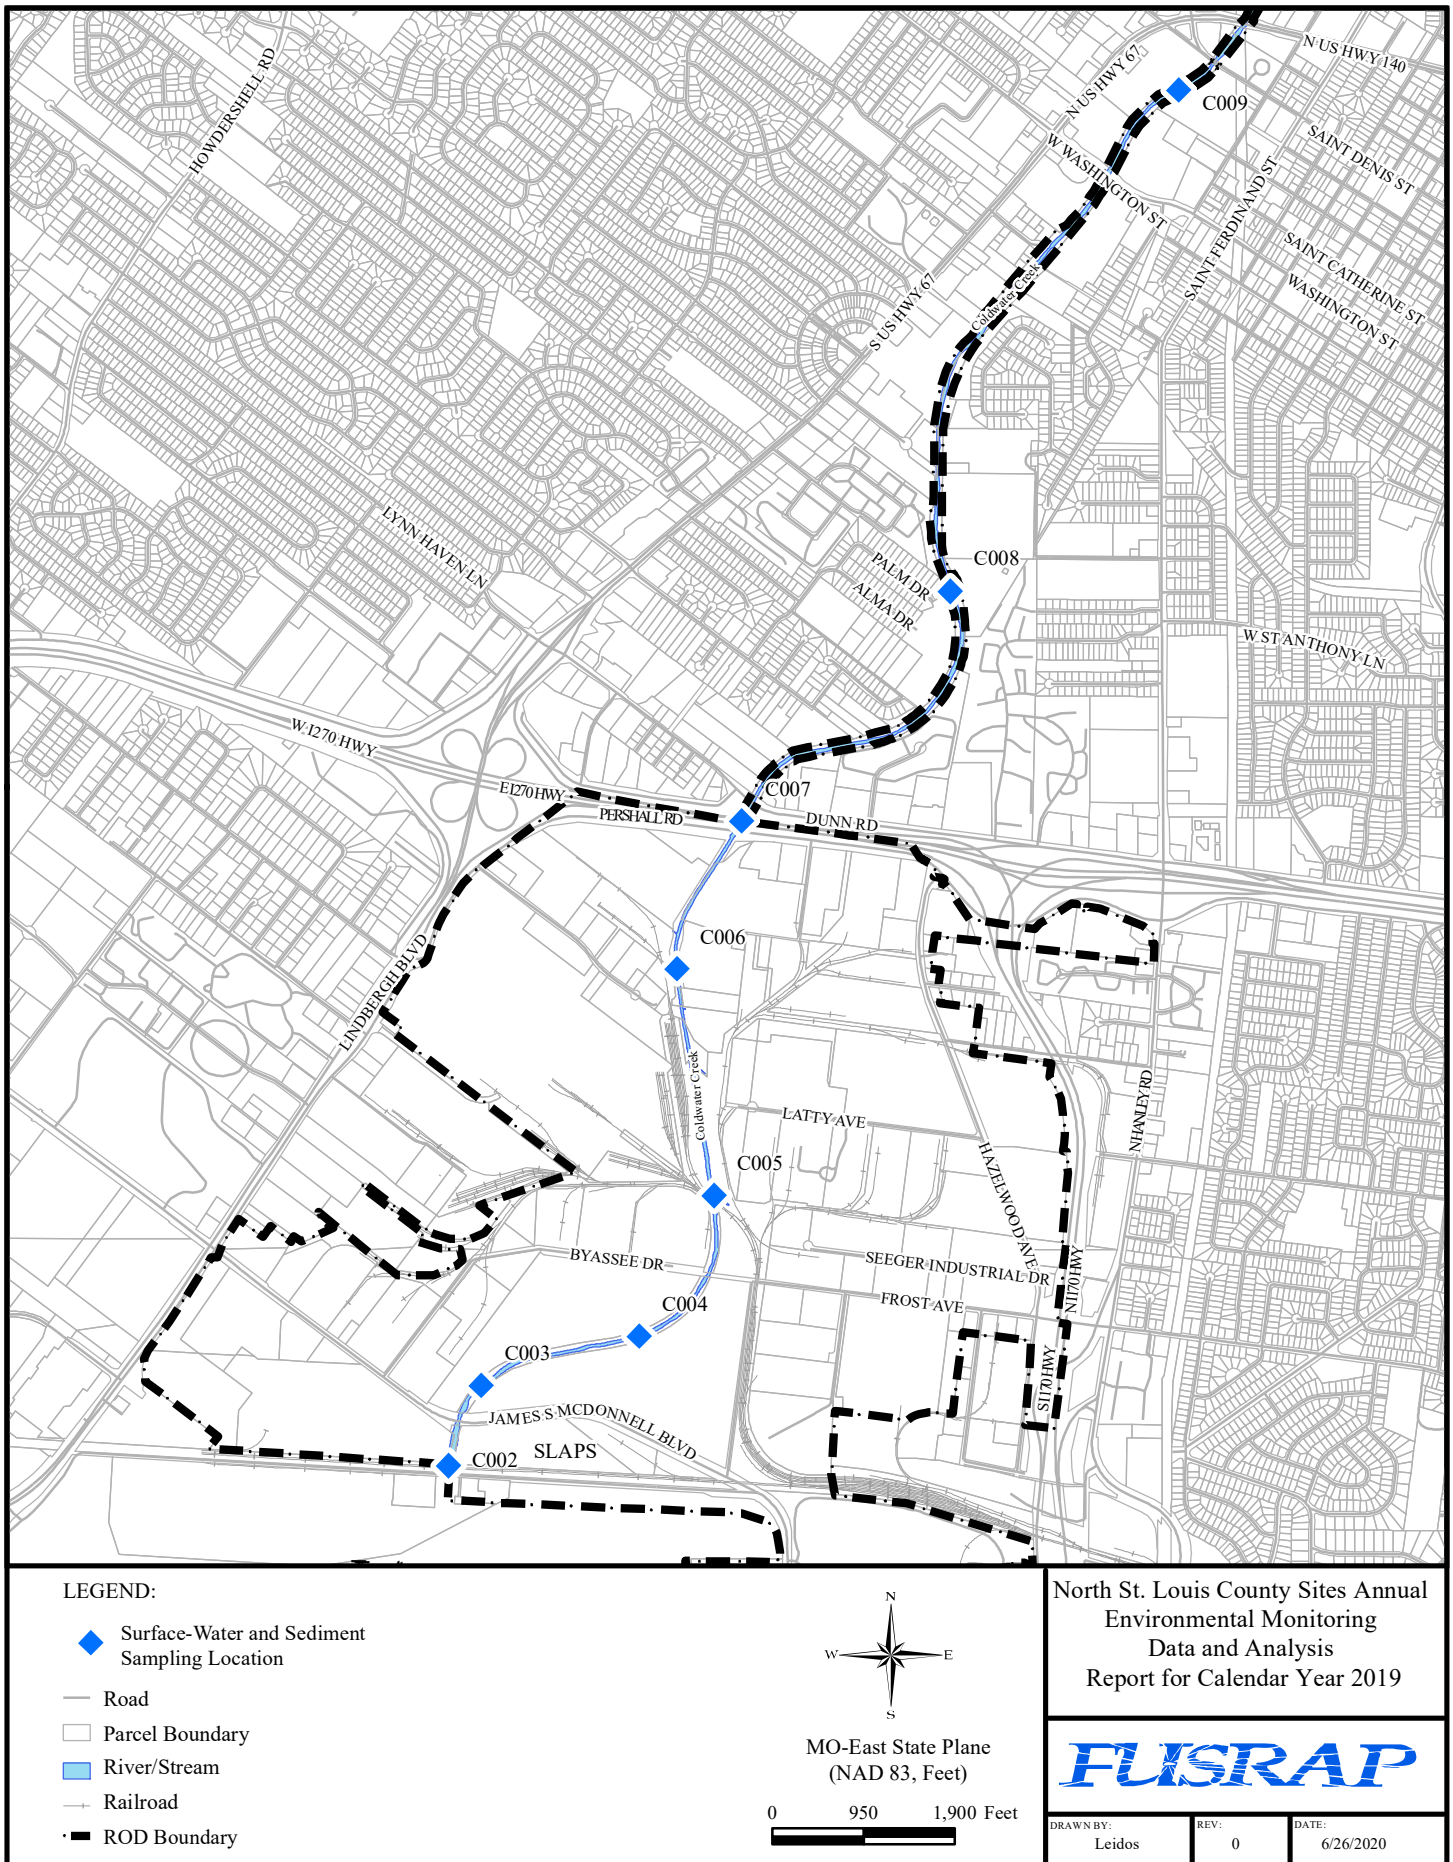 HOWDERSHELL RD
N US HWY 67
N US HWY 140
C009
SAINT DENIS ST
W WASHINGTON ST
SAINT FERDINAND ST
SAINT CATHERINE ST
WASHINGTON ST
S US HWY 67
Coldwater Creek
LYNN HAVEN LN
C008
PALM DR
ALMA DR
W ST ANTHONY LN
W I270 HWY
E I270 HWY
C007
PERSHALL RD
DUNN RD
LINDBERGH BLVD
C006
Coldwater Creek
LATTY AVE
N HANLEY RD
C005
HAZELWOOD AVE
BYASSEE DR
SEEGER INDUSTRIAL DR
N I170 HWY
C004
FROST AVE
C003
S I170 HWY
JAMES S MCDONNELL BLVD
SLAPS
C002
LEGEND:
Surface-Water and Sediment
Sampling Location
Road
Parcel Boundary
River/Stream
Railroad
ROD Boundary
N
W
E
S
MO-East State Plane
(NAD 83, Feet)
0 950 1,900 Feet
North St. Louis County Sites Annual
Environmental Monitoring
Data and Analysis
Report for Calendar Year 2019
FUSRAP
DRAWN BY:
Leidos
REV:
0
DATE:
6/26/2020